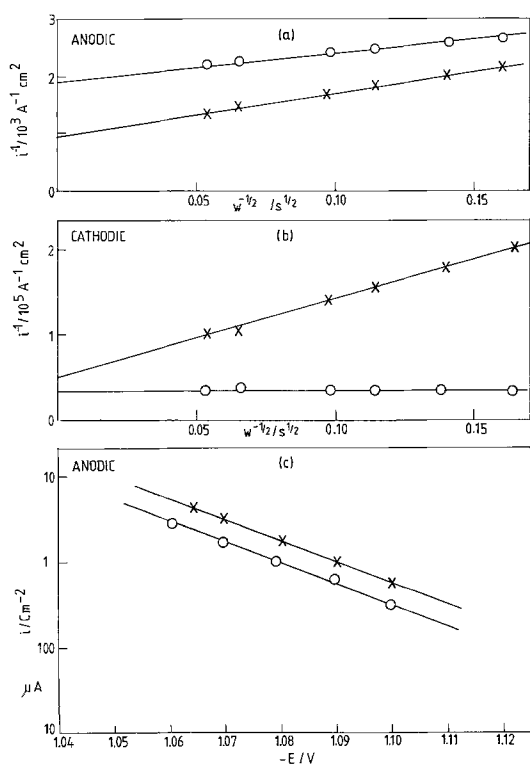 3
ANODIC
(a)
2
1
0
i⁻¹/10³ A⁻¹ cm²
0.05
0.10
0.15
w⁻¹/² /s¹/²
CATHODIC
(b)
2
1
0
i⁻¹/10⁵ A⁻¹ cm²
0.05
0.10
0.15
w⁻¹/²/s¹/²
ANODIC
(c)
10
1
100
10
i/Cm⁻²
μA
1.04
1.05
1.06
1.07
1.08
1.09
1.10
1.11
1.12
-E / V